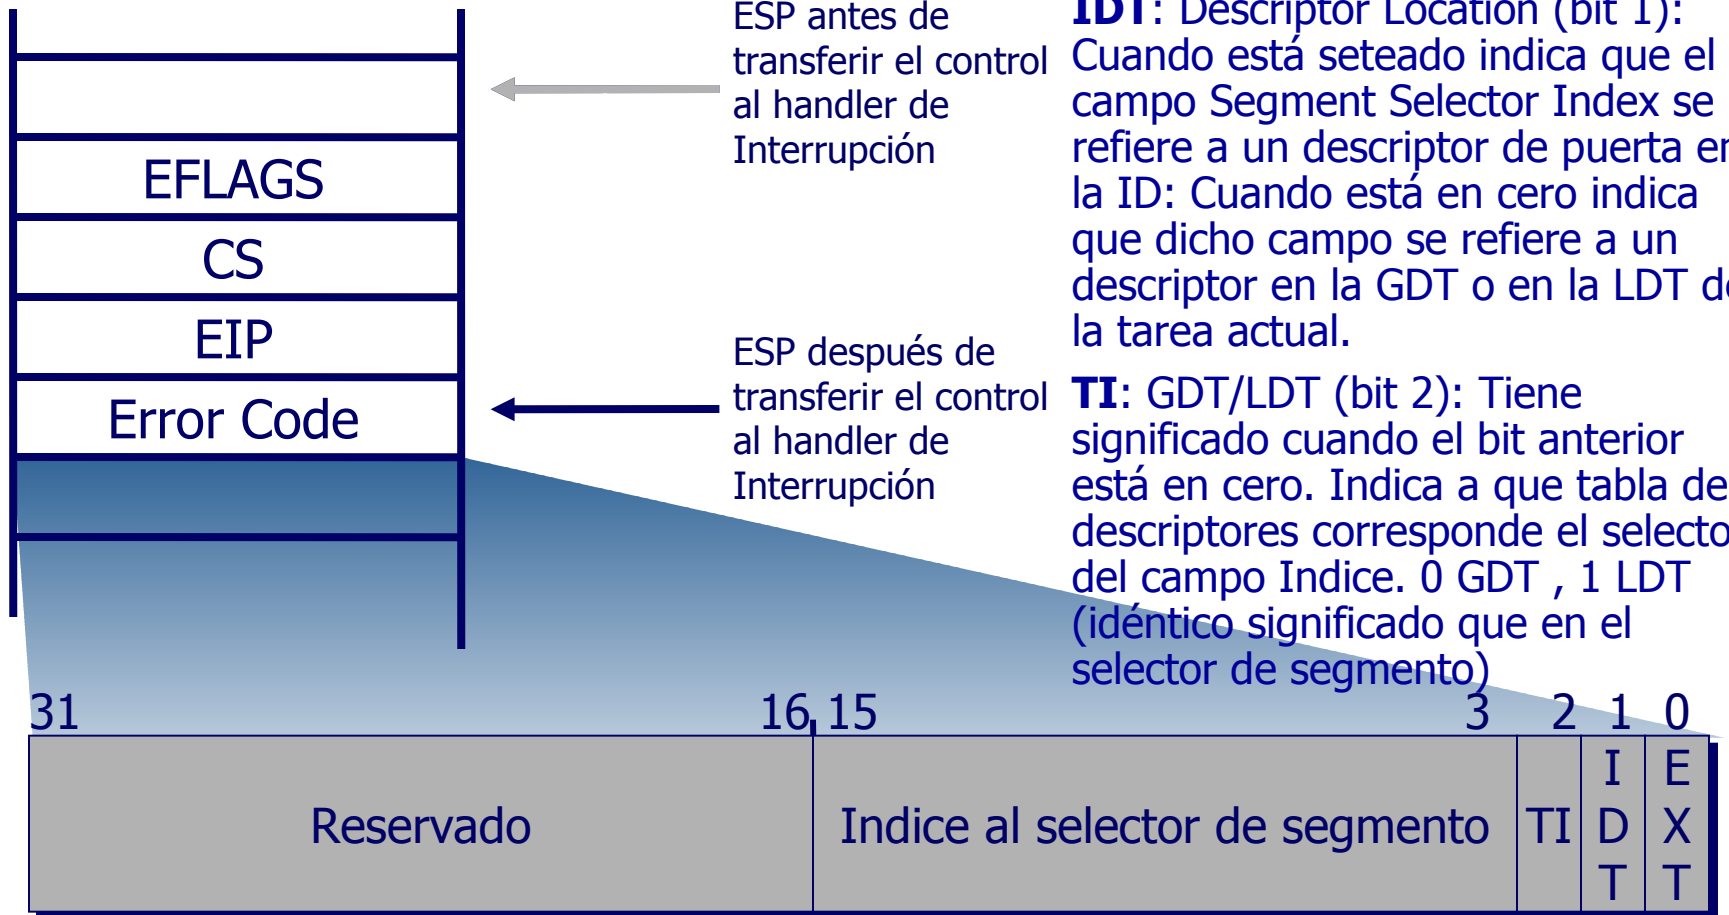 ESP antes de
transferir el control
al handler de
Interrupción
EFLAGS
CS
EIP
Error Code
ESP después de
transferir el control
al handler de
Interrupción
IDT: Descriptor Location (bit 1):
Cuando está seteado indica que el
campo Segment Selector Index se
refiere a un descriptor de puerta en
la ID: Cuando está en cero indica
que dicho campo se refiere a un
descriptor en la GDT o en la LDT de
la tarea actual.
TI: GDT/LDT (bit 2): Tiene
significado cuando el bit anterior
está en cero. Indica a que tabla de
descriptores corresponde el selecto
del campo Indice. 0 GDT , 1 LDT
(idéntico significado que en el
selector de segmento)
31 16 15 3 2 1 0
Reservado
Indice al selector de segmento
TI
IDT
EXT